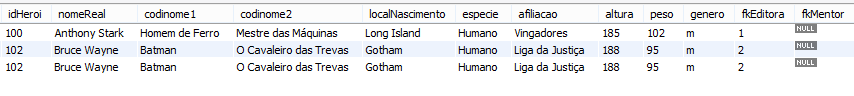 idHeroi nomeReal codinome1 codinome2 localNascimento especie afiliacao altura peso genero fkEditora fkMentor
100 Anthony Stark Homem de Ferro Mestre das Máquinas Long Island Humano Vingadores 185 102 m 1 NULL
102 Bruce Wayne Batman O Cavaleiro das Trevas Gotham Humano Liga da Justiça 188 95 m 2 NULL
102 Bruce Wayne Batman O Cavaleiro das Trevas Gotham Humano Liga da Justiça 188 95 m 2 NULL